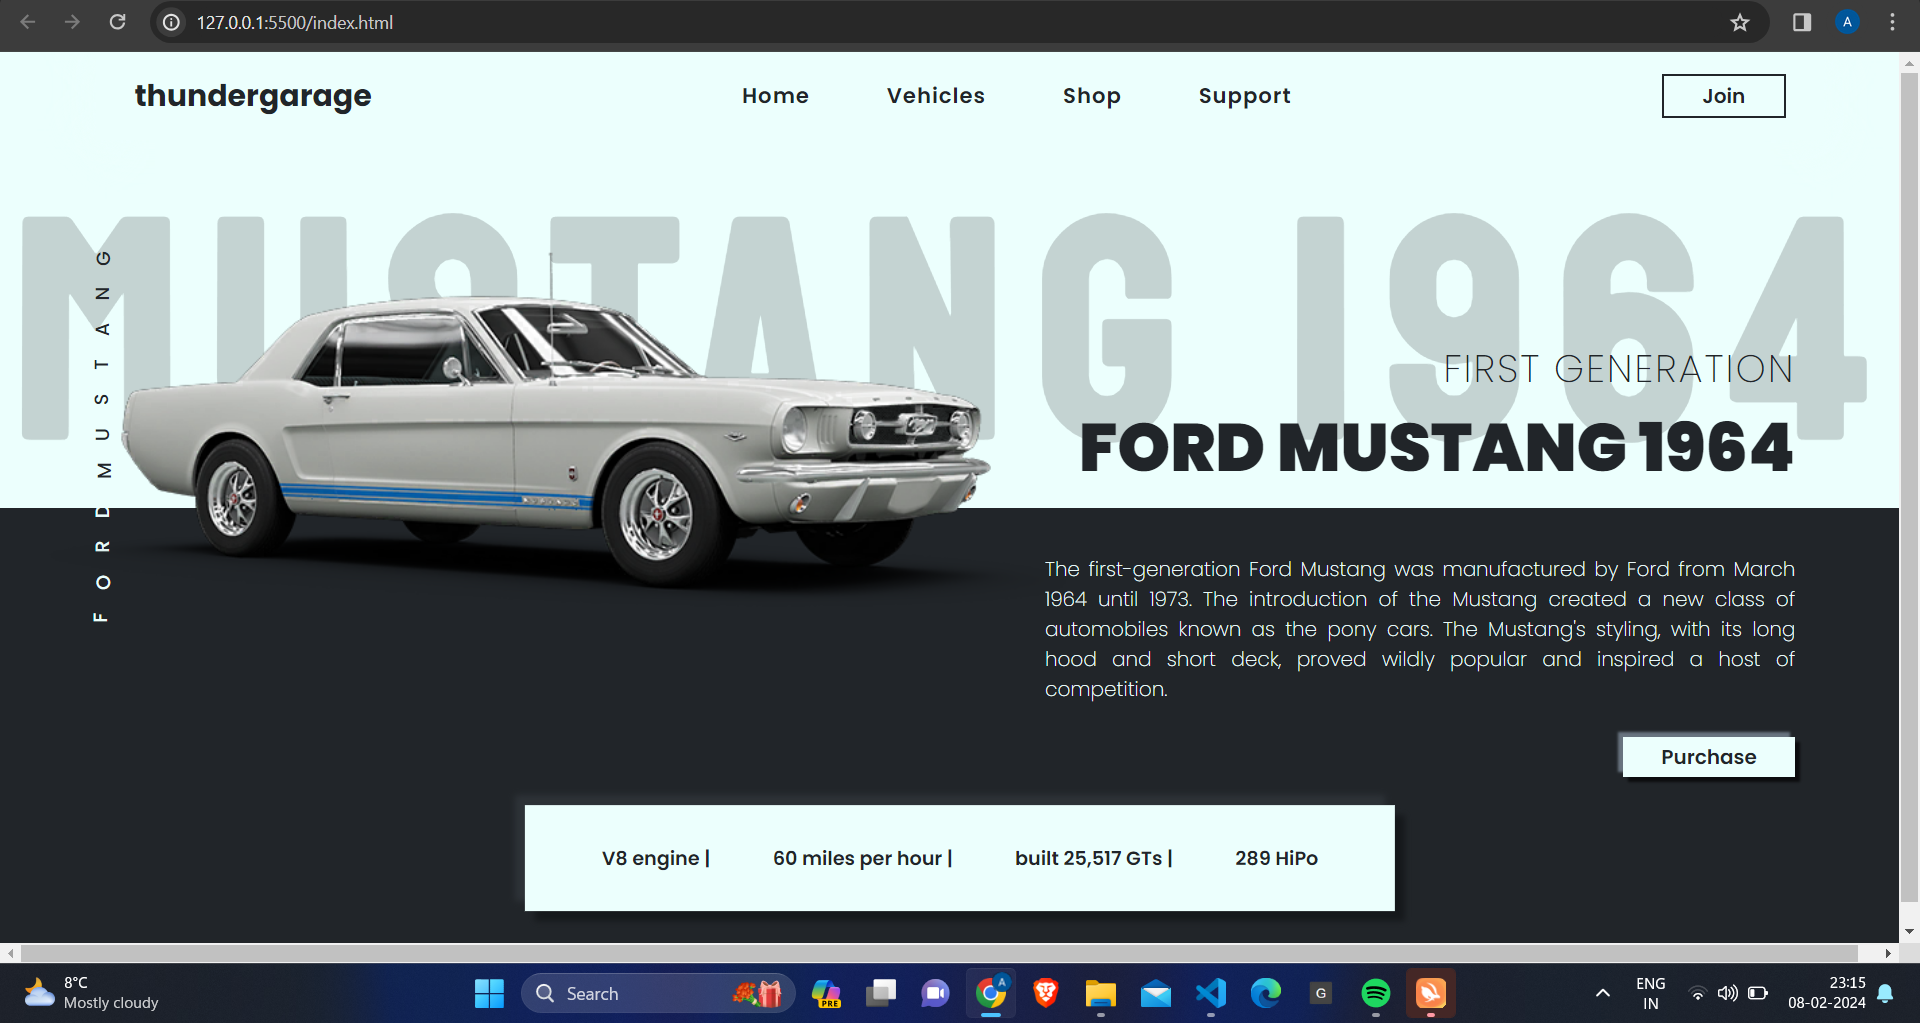 127.0.0.1:5500/index.html
A
thundergarage
Home
Vehicles
Shop
Support
Join
MUSTANG 1964
FORD MUSTANG
FIRST GENERATION
FORD MUSTANG 1964
The first-generation Ford Mustang was manufactured by Ford from March
1964 until 1973. The introduction of the Mustang created a new class of
automobiles known as the pony cars. The Mustang's styling, with its long
hood and short deck, proved wildly popular and inspired a host of
competition.
Purchase
V8 engine |
60 miles per hour |
built 25,517 GTs |
289 HiPo
8°C
Mostly cloudy
Search
PRE
A
G
ENG
IN
23:15
08-02-2024